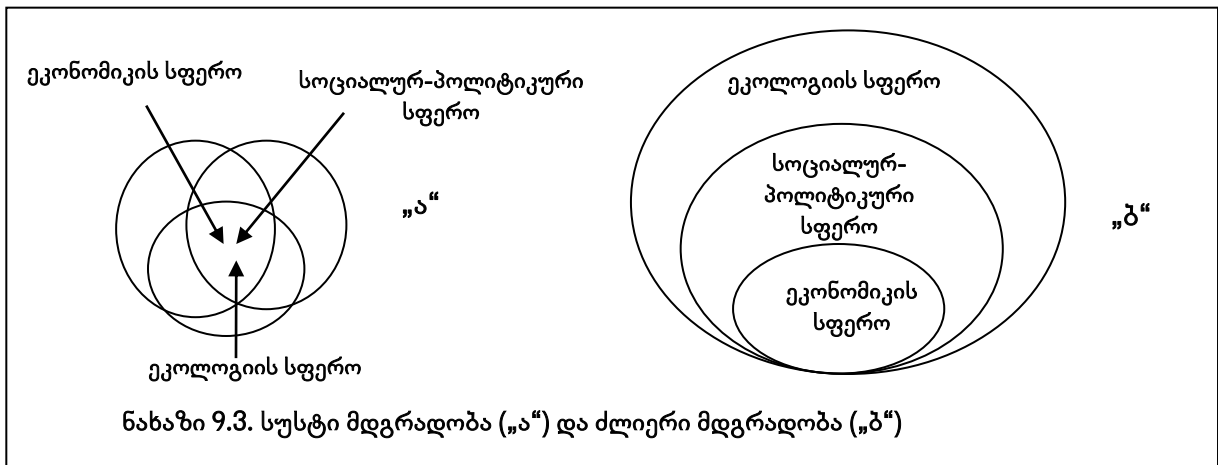 ეკონომიკის სფერო
სოციალურ-პოლიტიკური
სფერო
„ა“
ეკოლოგიის სფერო
ეკოლოგიის სფერო
სოციალურ-
პოლიტიკური
სფერო
„ბ“
ეკონომიკის
სფერო
ნახაზი 9.3. სუსტი მდგრადობა („ა“) და ძლიერი მდგრადობა („ბ“)